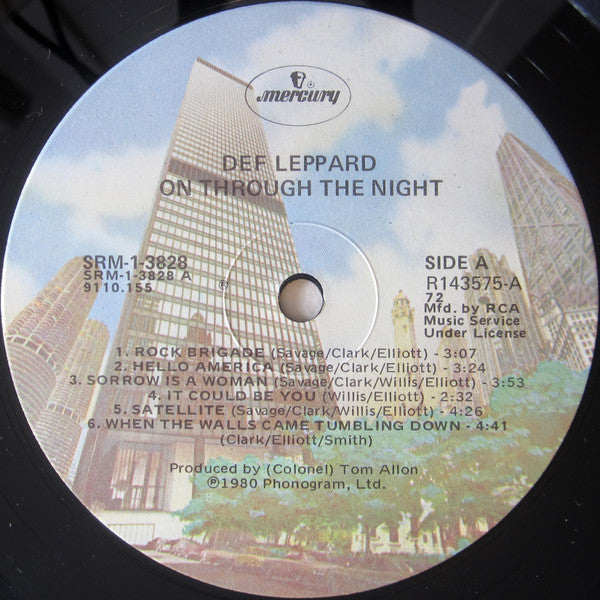 mercury
DEF LEPPARD
ON THROUGH THE NIGHT
SRM-1-3828
SRM-1-3828 A
9110.155
®
SIDE A
R143575-A
72
Mfd. by RCA
Music Service
Under License
1. ROCK BRIGADE (Savage/Clark/Elliott) - 3:07
2. HELLO AMERICA (Savage/Clark/Elliott) - 3:24
3. SORROW IS A WOMAN (Savage/Clark/Willis/Elliott) - 3:53
4. IT COULD BE YOU (Willis/Elliott) - 2:32
5. SATELLITE (Savage/Clark/Willis/Elliott) - 4:26
6. WHEN THE WALLS CAME TUMBLING DOWN - 4:41
(Clark/Elliott/Smith)
Produced by (Colonel) Tom Allon
℗1980 Phonogram, Ltd.